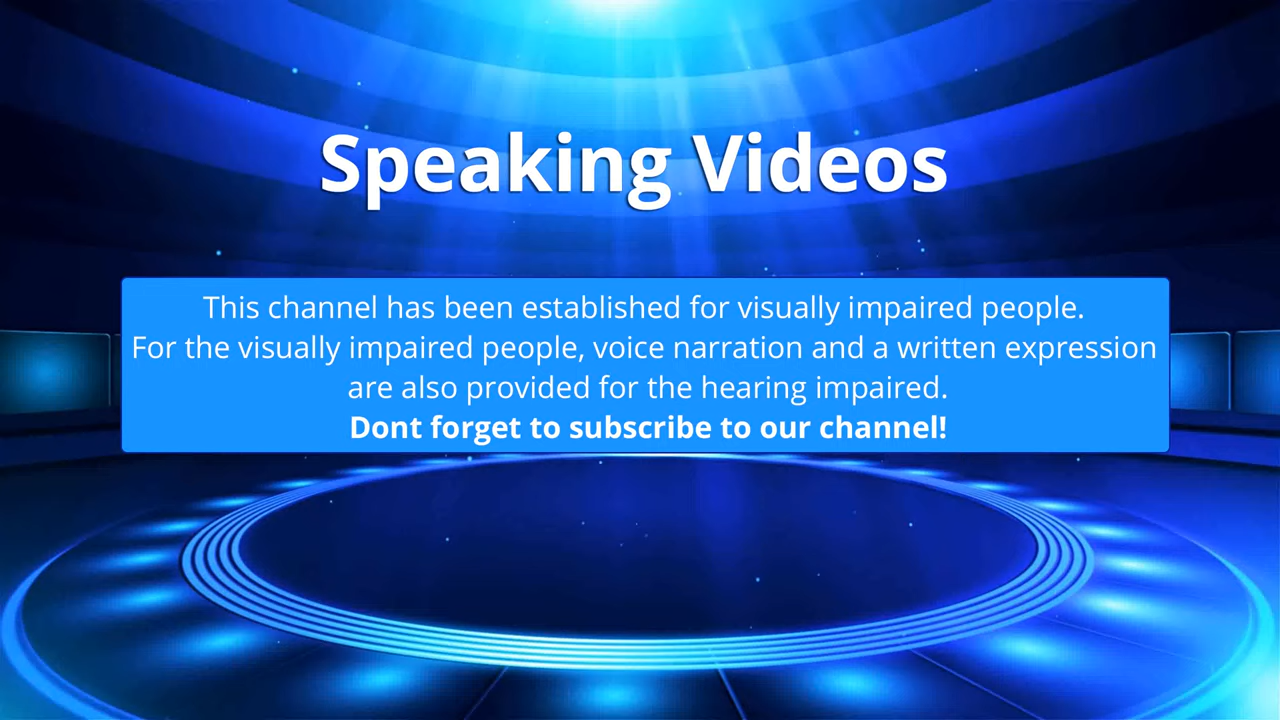 Speaking Videos
This channel has been established for visually impaired people.
For the visually impaired people, voice narration and a written expression
are also provided for the hearing impaired.
Dont forget to subscribe to our channel!